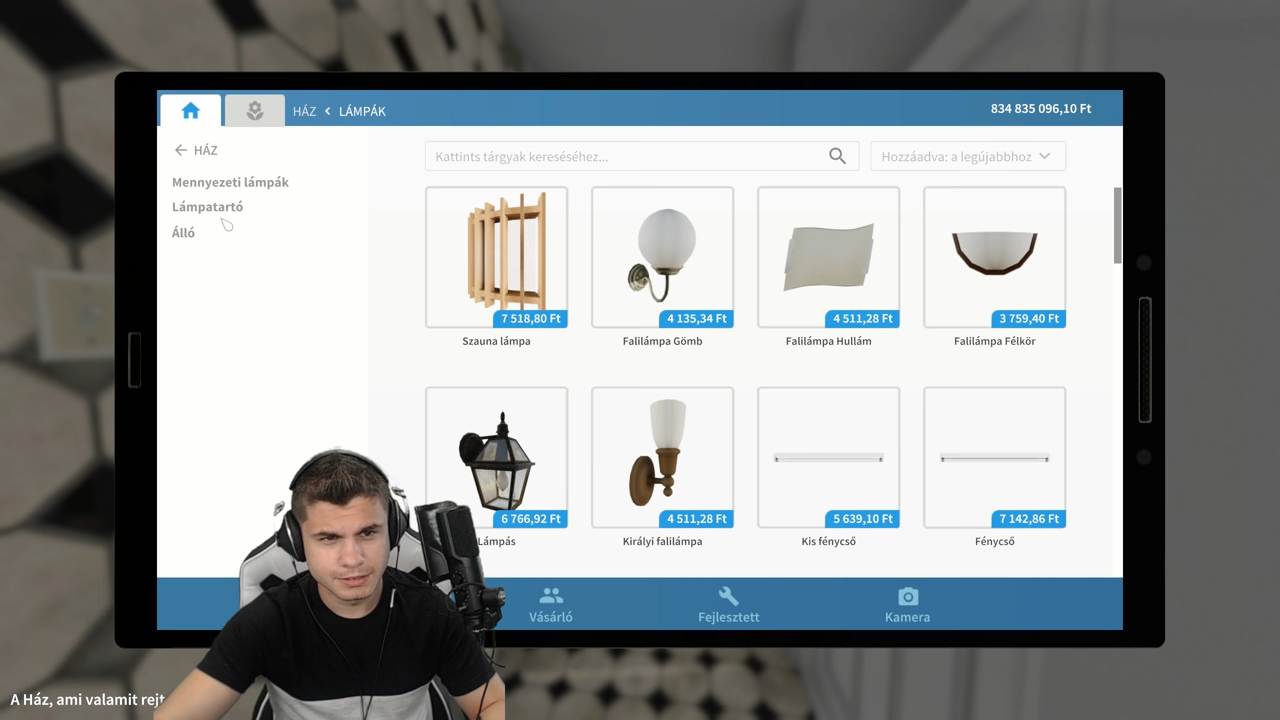 HÁZ < LÁMPÁK
834 835 096,10 Ft
HÁZ
Mennyezeti lámpák
Lámpatartó
Álló
Kattints tárgyak kereséséhez...
Hozzáadva: a legújabbhoz
7 518,80 Ft
4 135,34 Ft
4 511,28 Ft
3 759,40 Ft
Szauna lámpa
Falilámpa Gömb
Falilámpa Hullám
Falilámpa Félkör
6 766,92 Ft
4 511,28 Ft
5 639,10 Ft
7 142,86 Ft
Lámpás
Királyi falilámpa
Kis fénycső
Fénycső
Vásárló
Fejlesztett
Kamera
A Ház, ami valamit rejt